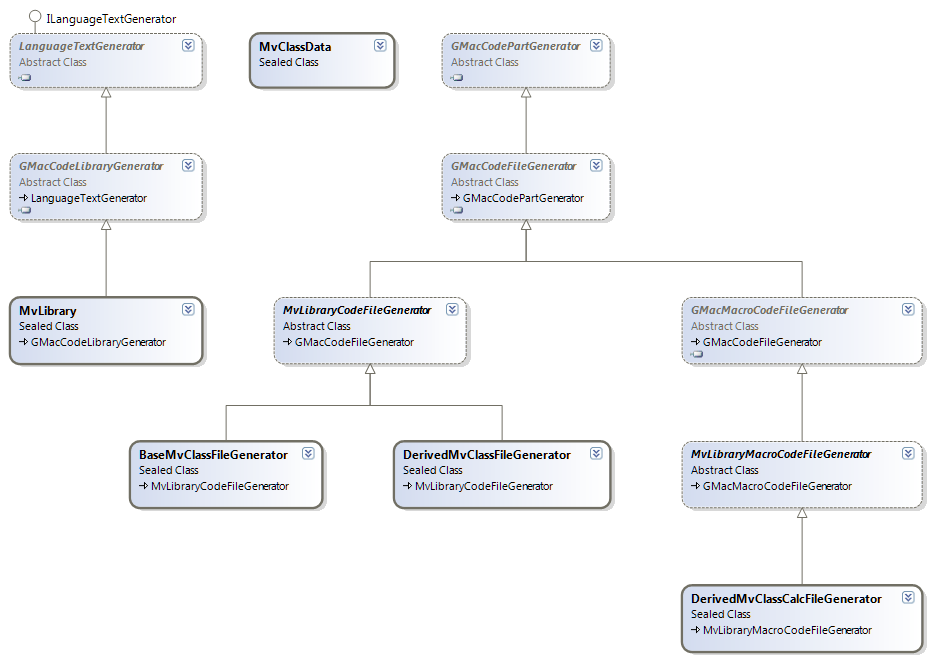 ILanguageTextGenerator
LanguageTextGenerator
Abstract Class
MvClassData
Sealed Class
GMacCodePartGenerator
Abstract Class
GMacCodeLibraryGenerator
Abstract Class
LanguageTextGenerator
GMacCodeFileGenerator
Abstract Class
GMacCodePartGenerator
MvLibrary
Sealed Class
GMacCodeLibraryGenerator
MvLibraryCodeFileGenerator
Abstract Class
GMacCodeFileGenerator
GMacMacroCodeFileGenerator
Abstract Class
GMacCodeFileGenerator
BaseMvClassFileGenerator
Sealed Class
MvLibraryCodeFileGenerator
DerivedMvClassFileGenerator
Sealed Class
MvLibraryCodeFileGenerator
MvLibraryMacroCodeFileGenerator
Abstract Class
GMacMacroCodeFileGenerator
DerivedMvClassCalcFileGenerator
Sealed Class
MvLibraryMacroCodeFileGenerator